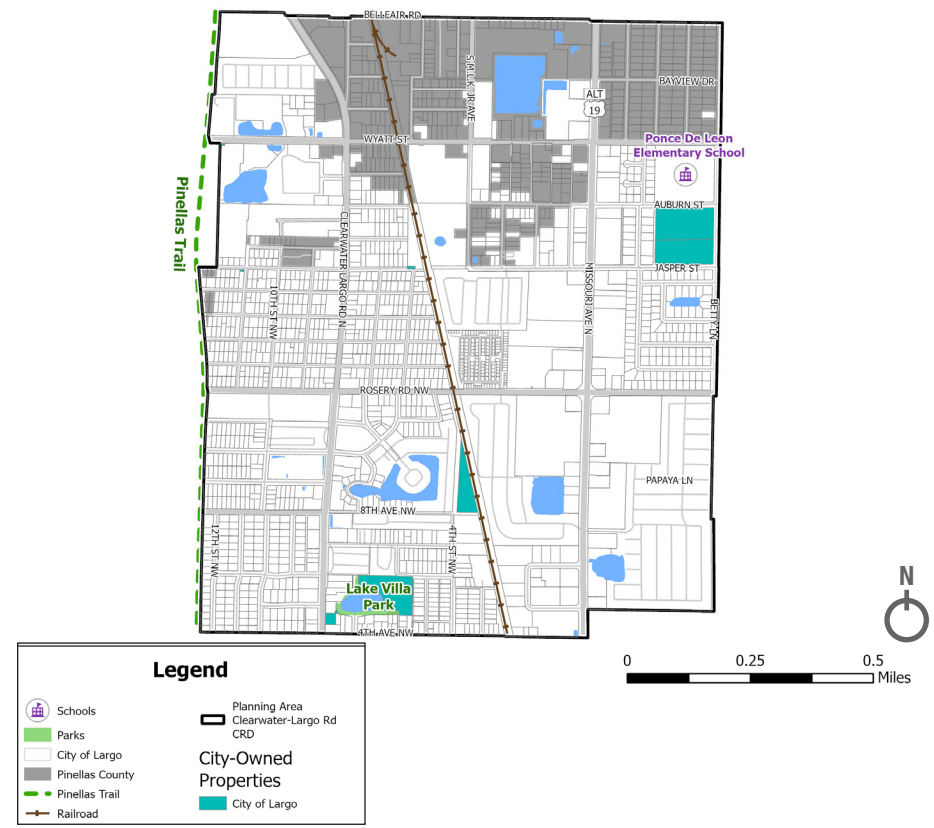 BELLEAIR RD
S M.L.K. JR AVE
BAYVIEW DR
ALT
19
WYATT ST
Ponce De Leon
Elementary School
Pinellas Trail
AUBURN ST
CLEARWATER LARGO RD N
MISSOURI AVE N
JASPER ST
10TH ST NW
BETTY LN
ROSERY RD NW
PAPAYA LN
8TH AVE NW
12TH ST NW
4TH ST NW
Lake Villa
Park
4TH AVE NW
N
0 0.25 0.5
Miles
Legend
Schools
Parks
City of Largo
Pinellas County
Pinellas Trail
Railroad
Planning Area
Clearwater-Largo Rd
CRD
City-Owned
Properties
City of Largo